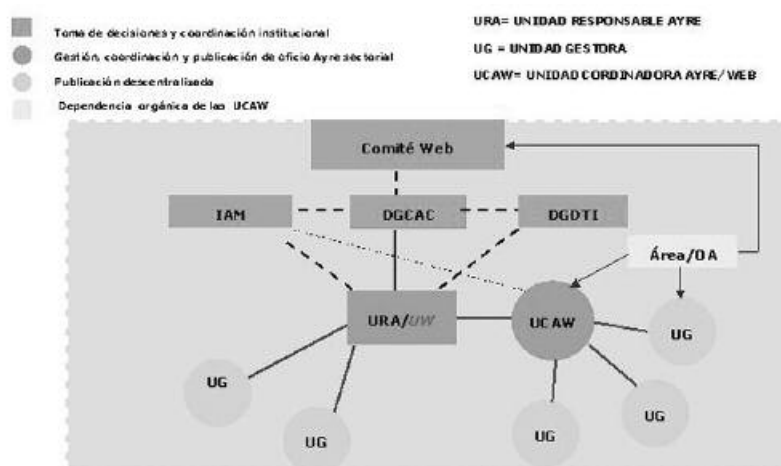 Toma de decisiones y coordinación institucional
Gestión, coordinación y publicación de oficio Ayre sectorial
Publicación descentralizada
Dependencia orgánica de las UCAW
URA= UNIDAD RESPONSABLE AYRE
UG = UNIDAD GESTORA
UCAW= UNIDAD CORDINADORA AYRE/WEB
Comité Web
IAM
DGCAC
DGDTI
Área/OA
URA/UW
UCAW
UG
UG
UG
UG
UG